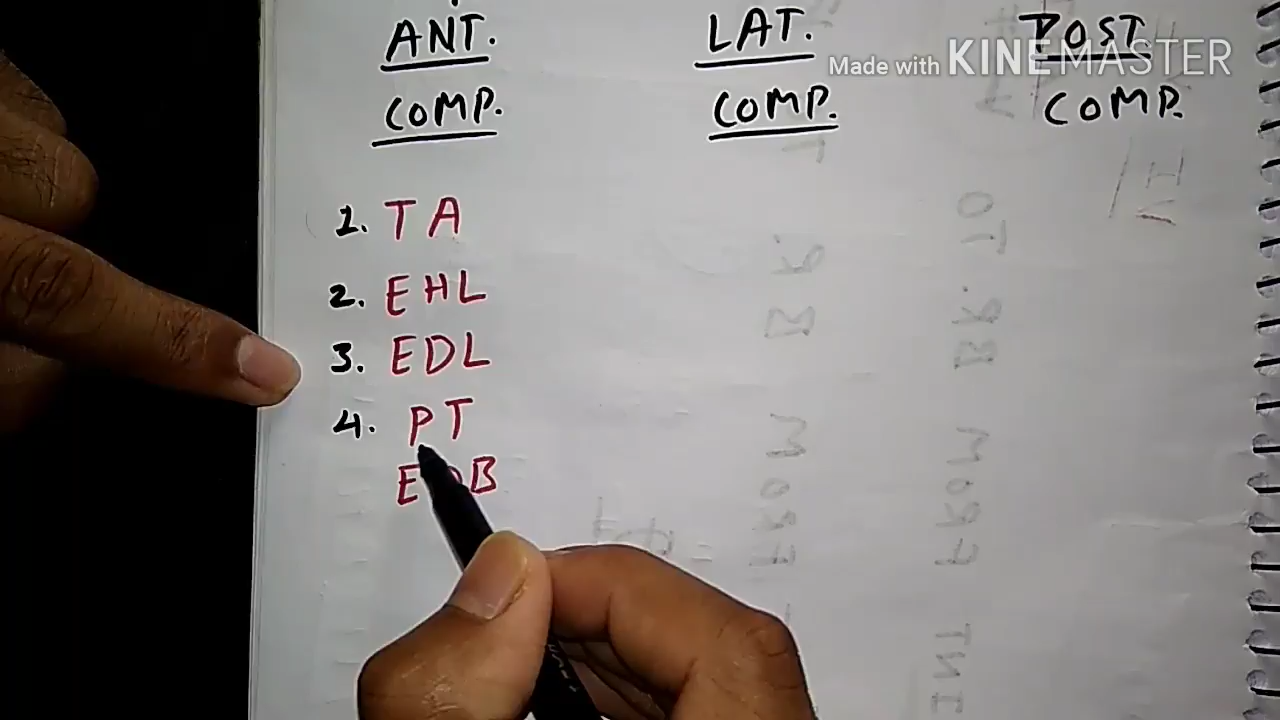 ANT. LAT. POST
Made with KINEMASTER
COMP. COMP. COMP.
1. TA
2. EHL
3. EDL
4. PT